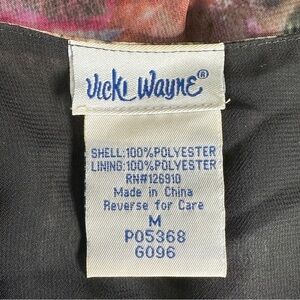 Vicki Wayne®
SHELL:100%POLYESTER
LINING:100%POLYESTER
RN#126910
Made in China
Reverse for Care
M
P05368
G096